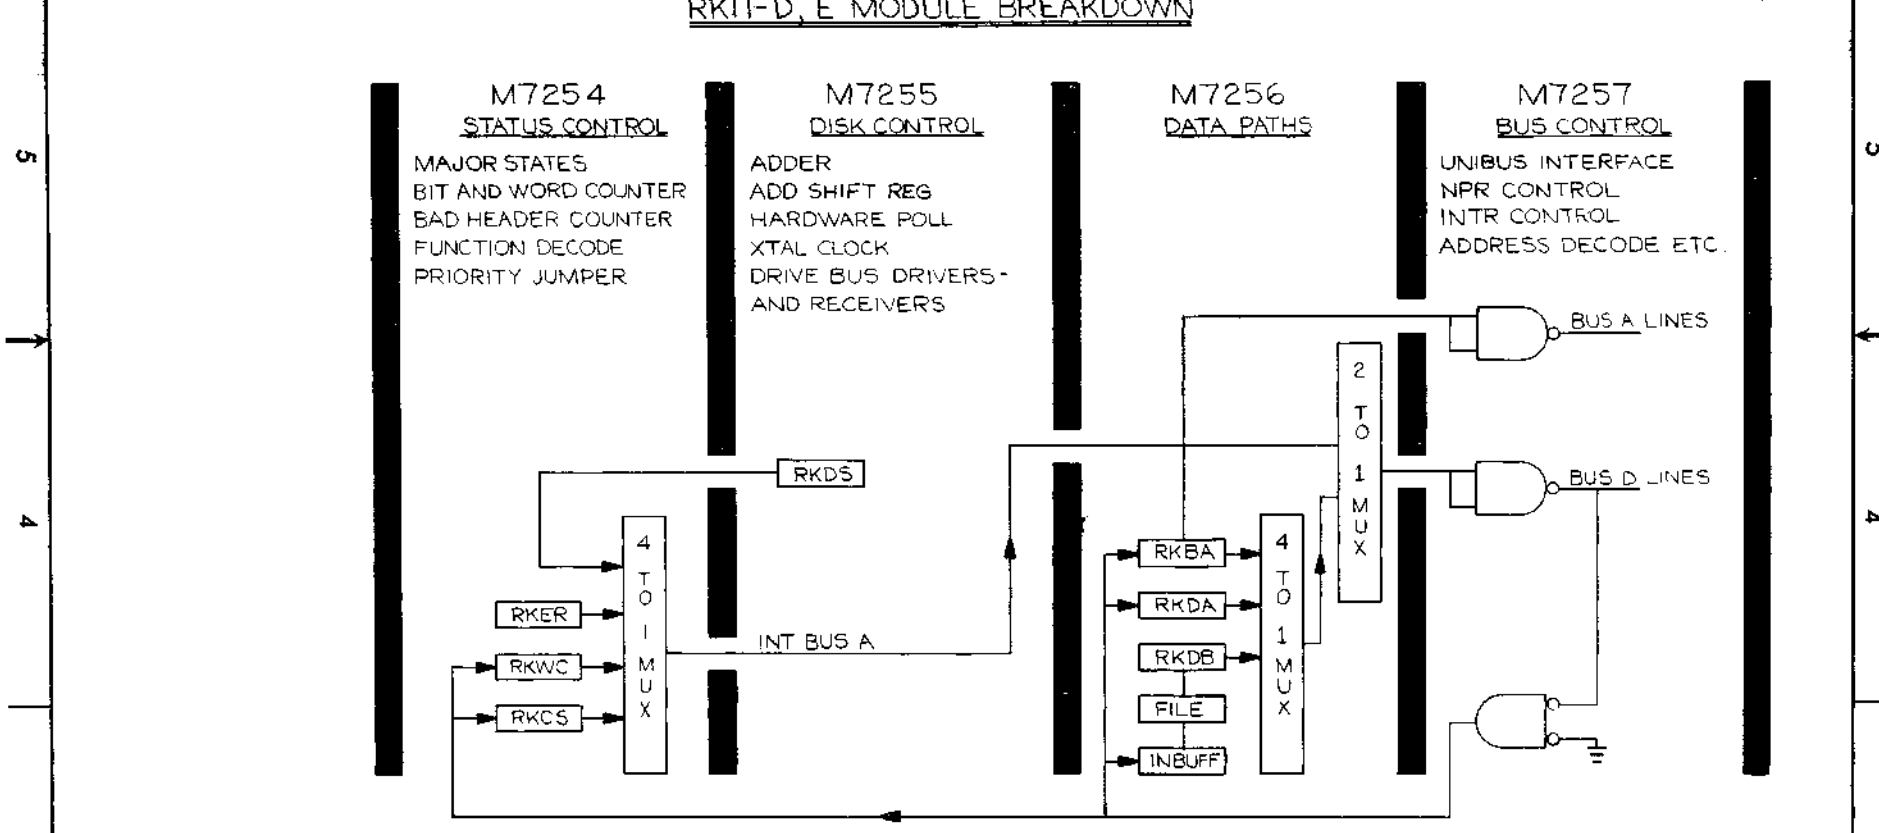 RK11-D, E MODULE BREAKDOWN
M7254
STATUS CONTROL
MAJOR STATES
BIT AND WORD COUNTER
BAD HEADER COUNTER
FUNCTION DECODE
PRIORITY JUMPER
M7255
DISK CONTROL
ADDER
ADD SHIFT REG
HARDWARE POLL
XTAL CLOCK
DRIVE BUS DRIVERS-
AND RECEIVERS
M7256
DATA PATHS
M7257
BUS CONTROL
UNIBUS INTERFACE
NPR CONTROL
INTR CONTROL
ADDRESS DECODE ETC.
5
5
BUS A LINES
2 TO 1 MUX
RKDS
BUS D LINES
4
4
4 TO 1 MUX
RKER
RKWC
RKCS
INT BUS A
RKBA
RKDA
RKDB
FILE
INBUFF
4 TO 1 MUX